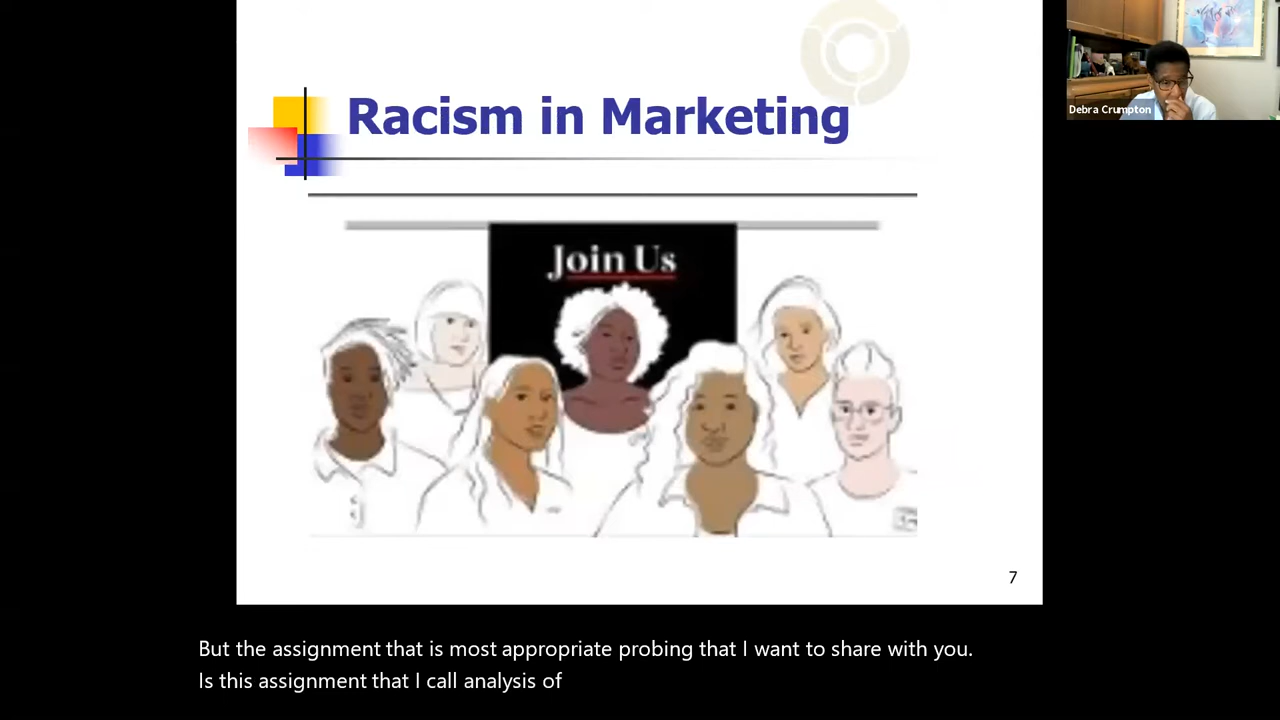 Racism in Marketing
Debra Crumpton
Join Us
7
But the assignment that is most appropriate probing that I want to share with you.
Is this assignment that I call analysis of